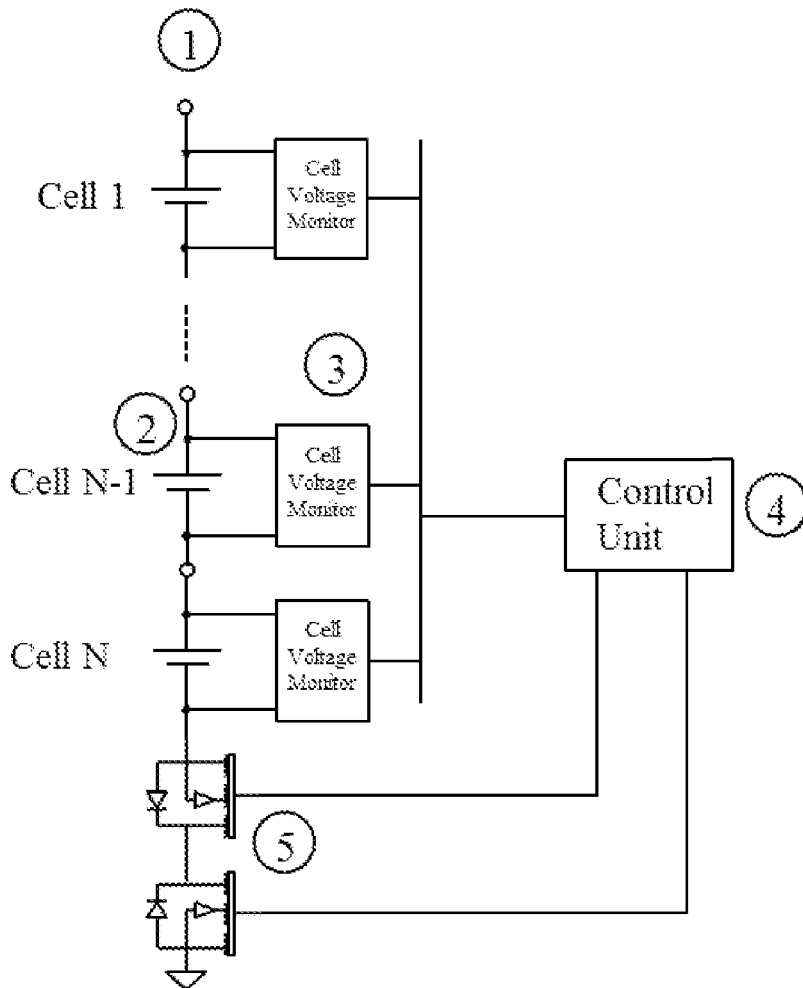 1
Cell 1
Cell
Voltage
Monitor
3
2
Cell N-1
Cell
Voltage
Monitor
Control
Unit
4
Cell N
Cell
Voltage
Monitor
5